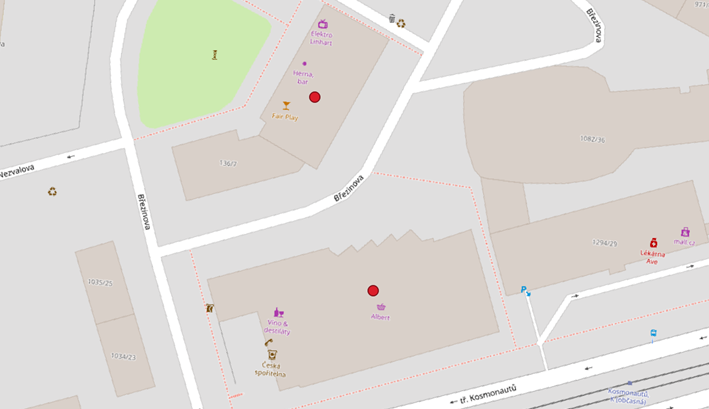 Elektro
Linhart
Herna,
bar
Fair Play
Březinova
136/2
1082/36
Nezvalova
Březinova
Březinova
1294/29
mall.cz
Lékárna
Ave
1075/25
Albert
Víno &
destiláty
Česká
spořitelna
1034/23
tř. Kosmonautů
Kosmonautů,